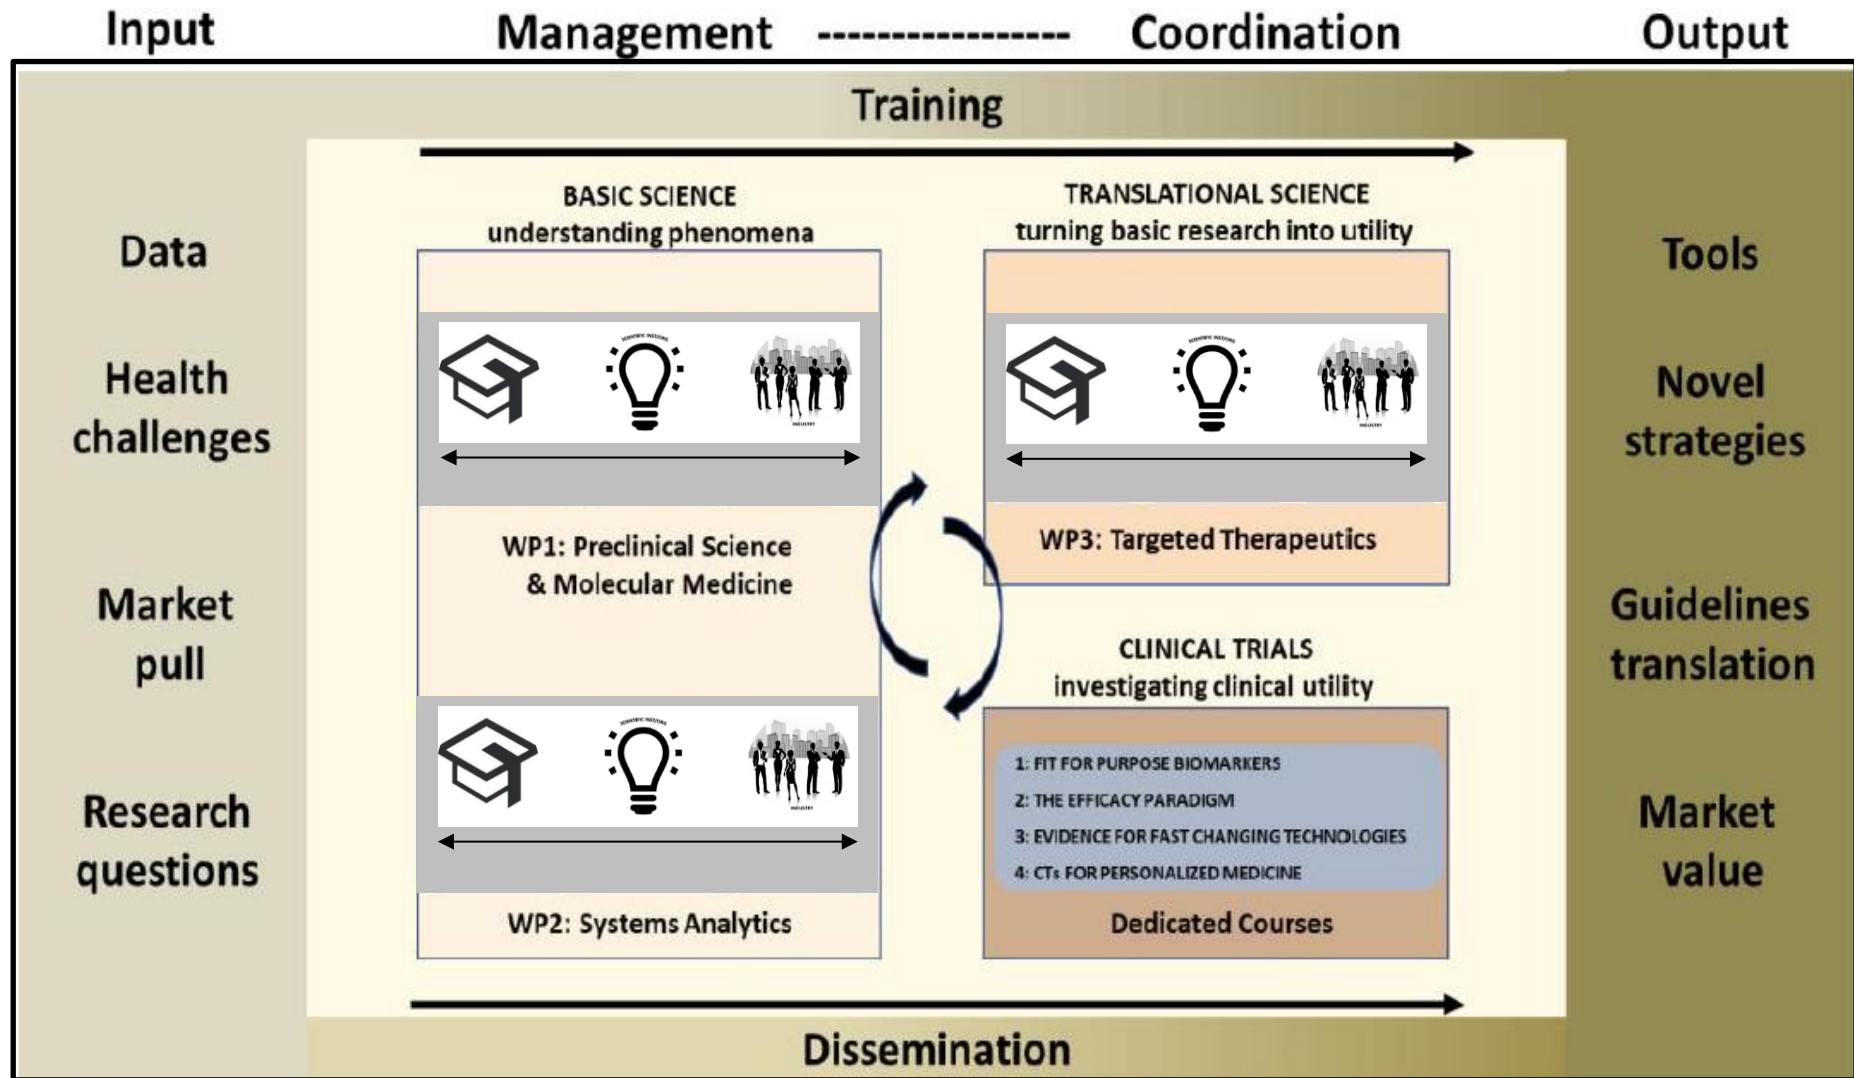 Input
Management ----------------- Coordination
Output
Training
Data
Health
challenges
Market
pull
Research
questions
BASIC SCIENCE
understanding phenomena
INDUSTRY
WP1: Preclinical Science
& Molecular Medicine
INDUSTRY
WP2: Systems Analytics
TRANSLATIONAL SCIENCE
turning basic research into utility
INDUSTRY
WP3: Targeted Therapeutics
CLINICAL TRIALS
investigating clinical utility
1: FIT FOR PURPOSE BIOMARKERS
2: THE EFFICACY PARADIGM
3: EVIDENCE FOR FAST CHANGING TECHNOLOGIES
4: CTs FOR PERSONALIZED MEDICINE
Dedicated Courses
Tools
Novel
strategies
Guidelines
translation
Market
value
Dissemination